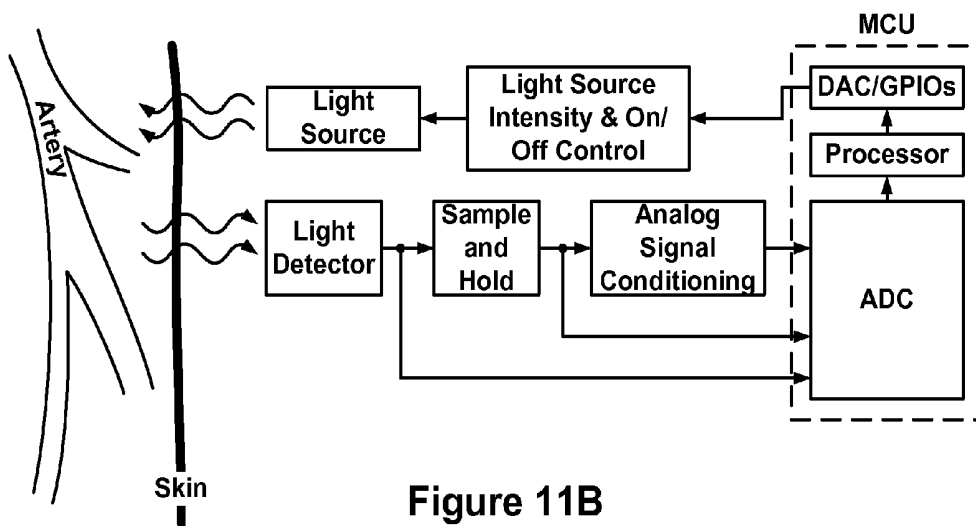 MCU
Artery
Light
Source
Light Source
Intensity & On/
Off Control
DAC/GPIOs
Processor
Light
Detector
Sample
and
Hold
Analog
Signal
Conditioning
ADC
Skin
Figure 11B